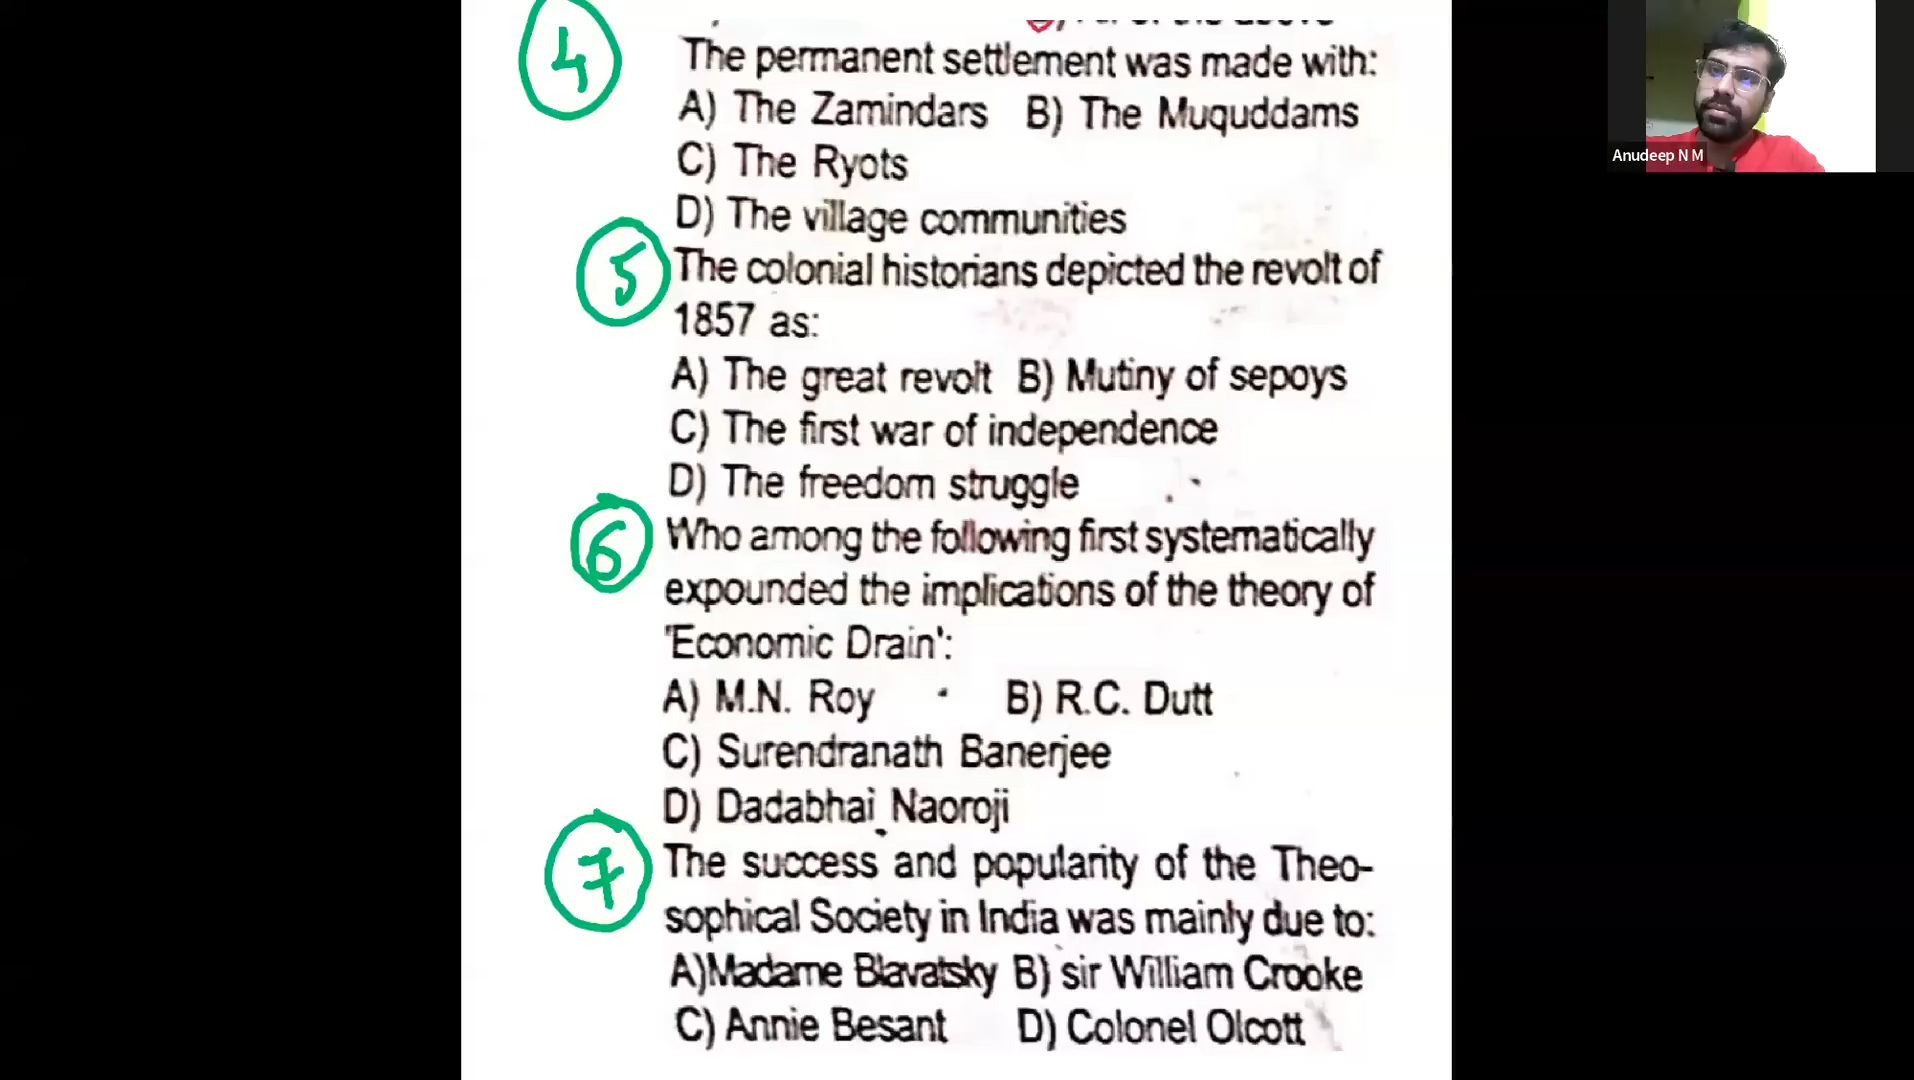 4
The permanent settlement was made with:
A) The Zamindars B) The Muquddams
C) The Ryots
D) The village communities
5
The colonial historians depicted the revolt of
1857 as:
A) The great revolt B) Mutiny of sepoys
C) The first war of independence
D) The freedom struggle
6
Who among the following first systematically
expounded the implications of the theory of
'Economic Drain':
A) M.N. Roy B) R.C. Dutt
C) Surendranath Banerjee
D) Dadabhai Naoroji
7
The success and popularity of the Theo-
sophical Society in India was mainly due to:
A)Madame Blavatsky B) sir William Crooke
C) Annie Besant D) Colonel Olcott
Anudeep N M